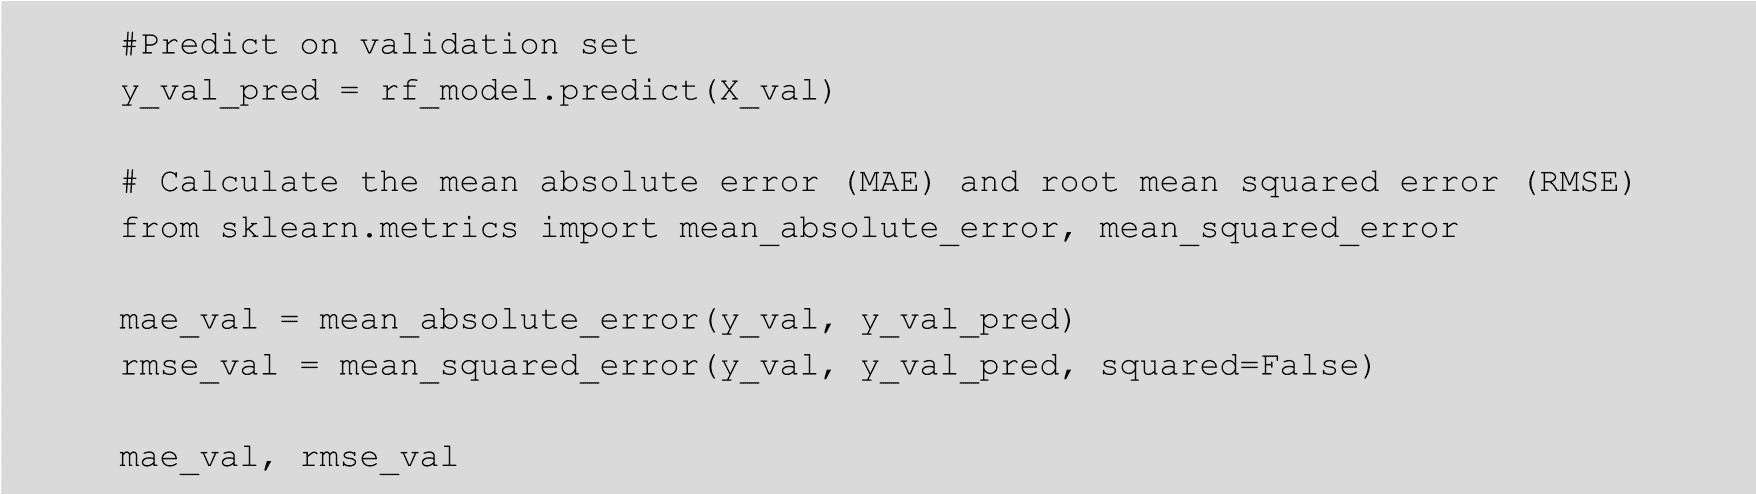 #Predict on validation set
y_val_pred = rf_model.predict(X_val)
# Calculate the mean absolute error (MAE) and root mean squared error (RMSE)
from sklearn.metrics import mean_absolute_error, mean_squared_error
mae_val = mean_absolute_error(y_val, y_val_pred)
rmse_val = mean_squared_error(y_val, y_val_pred, squared=False)
mae_val, rmse_val